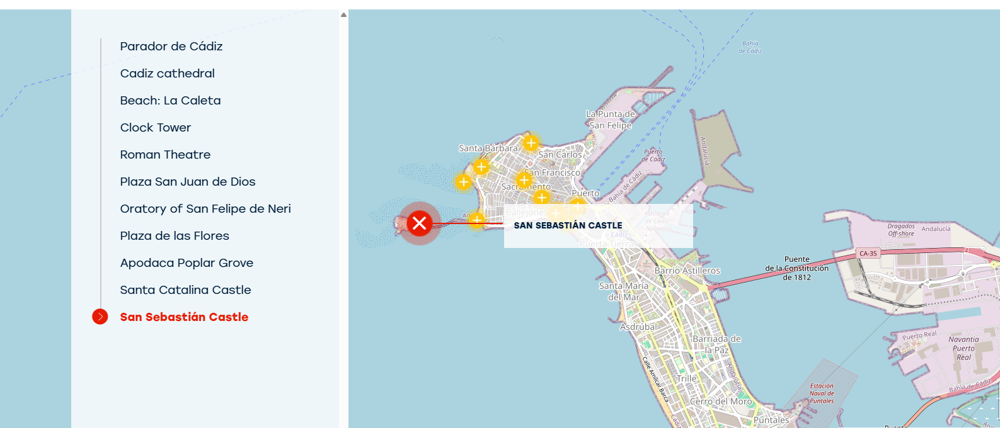 Parador de Cádiz
Cadiz cathedral
Beach: La Caleta
Clock Tower
Roman Theatre
Plaza San Juan de Dios
Oratory of San Felipe de Neri
Plaza de las Flores
Apodaca Poplar Grove
Santa Catalina Castle
San Sebastián Castle
Bahía
de Cádiz
La Punta de
San Felipe
Santa Bárbara
San Carlos
Puerto
de Cádiz
Andalucía
San Francisco
Bahía de Cádiz
Puerto
Callejones
Astilleros
de Cádiz
Navantia
SAN SEBASTIÁN CASTLE
Cádiz
Puerta Tierra
Dragados
Off-shore
Andalucía
CA-35
4
Puente
de la Constitución
de 1812
Barrio Astilleros
Santa María
del Mar
Asdrúbal
Barriada de
la Paz
Puerto Real
Navantia
Puerto
Real
Calle Amílcar Barca
Andalucía
Trille
Estación
Naval de
Puntales
Bahía de Cádiz
Cerro del Moro
Puntales